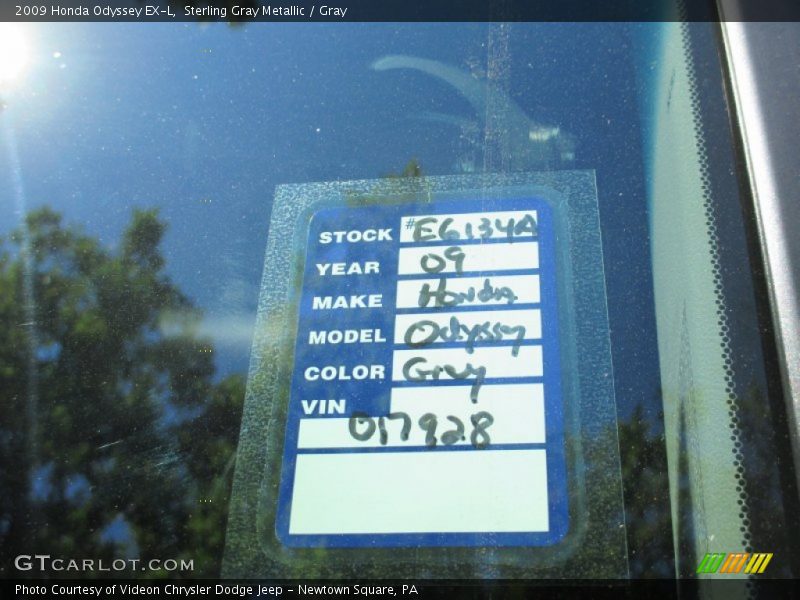 2009 Honda Odyssey EX-L, Sterling Gray Metallic / Gray
STOCK #E6134A
YEAR 09
MAKE Honda
MODEL Odyssey
COLOR Gray
VIN
017928
GTCARLOT.COM
Photo Courtesy of Videon Chrysler Dodge Jeep - Newtown Square, PA